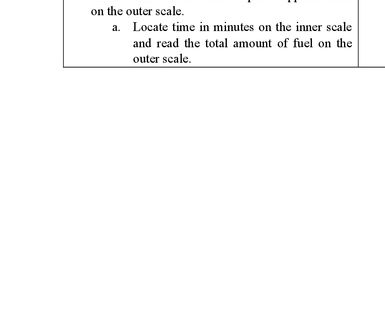 on the outer scale.
a. Locate time in minutes on the inner scale
and read the total amount of fuel on the
outer scale.